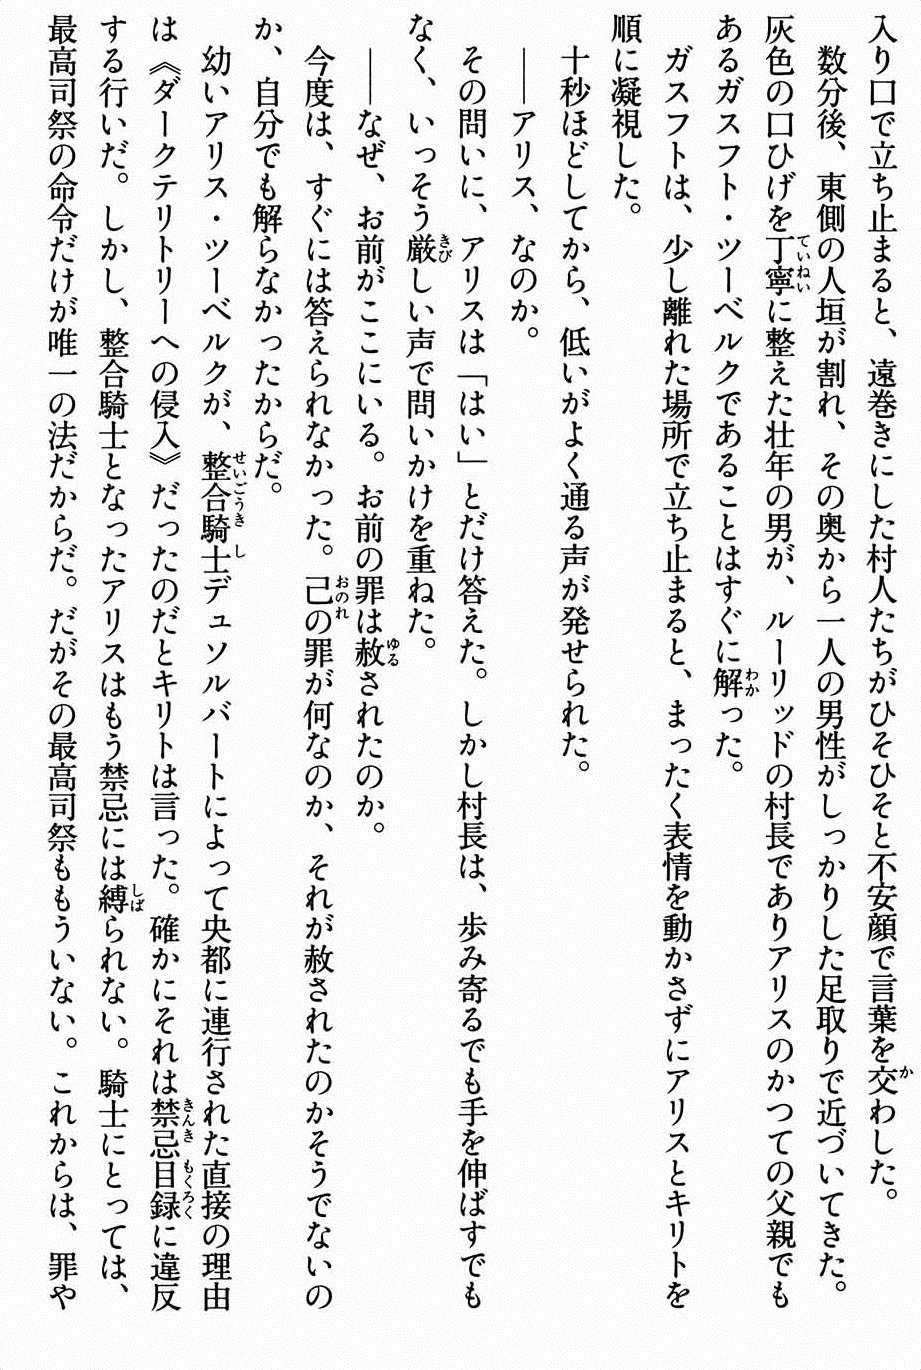 入り口で立ち止まると、遠巻きにした村人たちがひそひそと不安顔で言葉を交わした。
数分後、東側の人垣が割れ、その奥から一人の男性がしっかりした足取りで近づいてきた。
灰色の口ひげを丁寧に整えた壮年の男が、ルーリッドの村長でありアリスのかつての父親でも
あるガスフト・ツーベルクであることはすぐに解った。
ガスフトは、少し離れた場所で立ち止まると、まったく表情を動かさずにアリスとキリトを
順に凝視した。
十秒ほどしてから、低いがよく通る声が発せられた。
――アリス、なのか。
その問いに、アリスは「はい」とだけ答えた。しかし村長は、歩み寄るでも手を伸ばすでも
なく、いっそう厳しい声で問いかけを重ねた。
――なぜ、お前がここにいる。お前の罪は赦されたのか。
今度は、すぐには答えられなかった。己の罪が何なのか、それが赦されたのかそうでないの
か、自分でも解らなかったからだ。
幼いアリス・ツーベルクが、整合騎士デュソルバートによって央都に連行された直接の理由
は《ダークテリトリーへの侵入》だったのだとキリトは言った。確かにそれは禁忌目録に違反
する行いだ。しかし、整合騎士となったアリスはもう禁忌には縛られない。騎士にとっては、
最高司祭の命令だけが唯一の法だからだ。だがその最高司祭ももういない。これからは、罪や